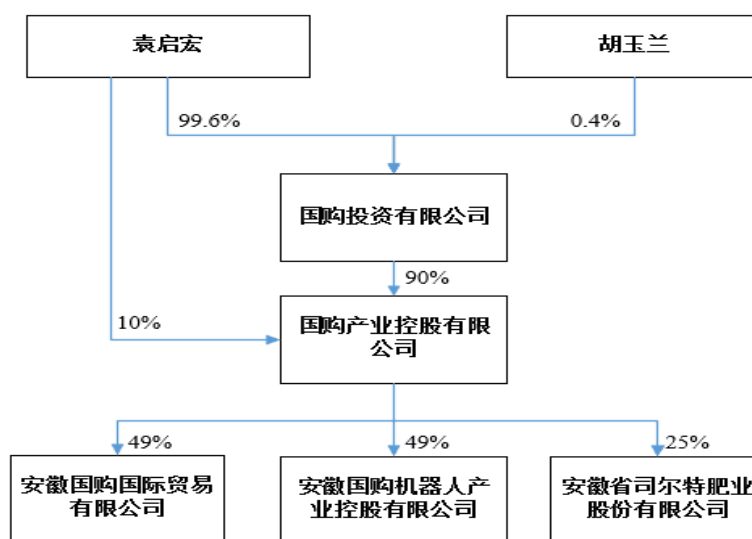 袁启宏
胡玉兰
99.6%
0.4%
国购投资有限公司
90%
10%
国购产业控股有限
公司
49%
49%
25%
安徽国购国际贸易
有限公司
安徽国购机器人产
业控股有限公司
安徽省司尔特肥业
股份有限公司